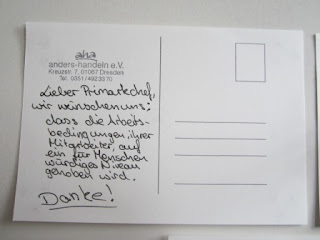 aha
anders-handeln e.V.
Kreuzstr. 7, 01067 Dresden
Tel. 0351/4923370
Lieber Primarkchef,
wir wünschen uns,
dass die Arbeits-
bedingungen, ihrer
Mitarbeiter, auf
ein für Menschen
würdiges Niveau
gehoben wird.
Danke!